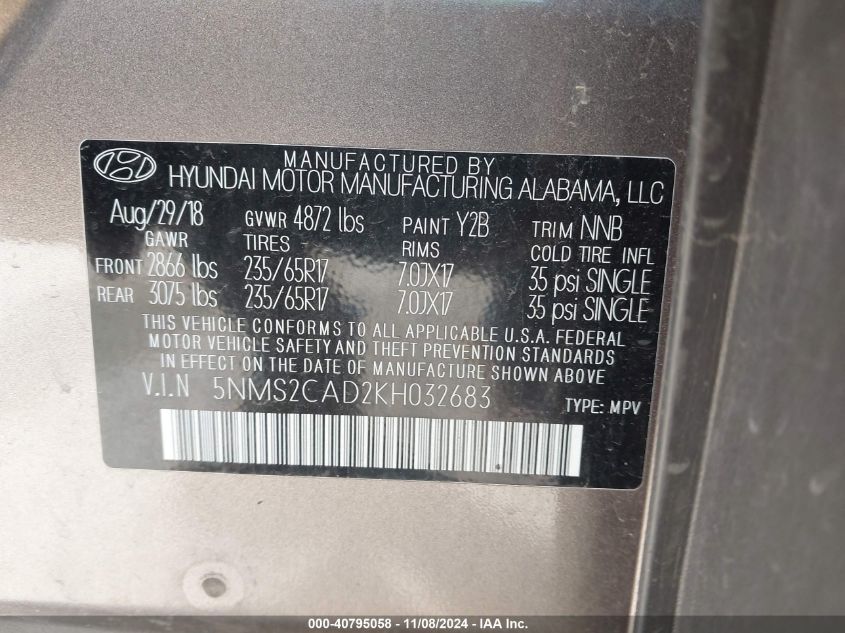 MANUFACTURED BY
HYUNDAI MOTOR MANUFACTURING ALABAMA, LLC
Aug/29/18 GVWR 4872 lbs PAINT Y2B TRIM NNB
GAWR TIRES RIMS COLD TIRE INFL
FRONT 2866 lbs 235/65R17 7.0JX17 35 psi SINGLE
REAR 3075 lbs 235/65R17 7.0JX17 35 psi SINGLE
THIS VEHICLE CONFORMS TO ALL APPLICABLE U.S.A. FEDERAL
MOTOR VEHICLE SAFETY AND THEFT PREVENTION STANDARDS
IN EFFECT ON THE DATE OF MANUFACTURE SHOWN ABOVE
V.I.N 5NMS2CAD2KH032683 TYPE: MPV
000-40795058 - 11/08/2024 - IAA Inc.